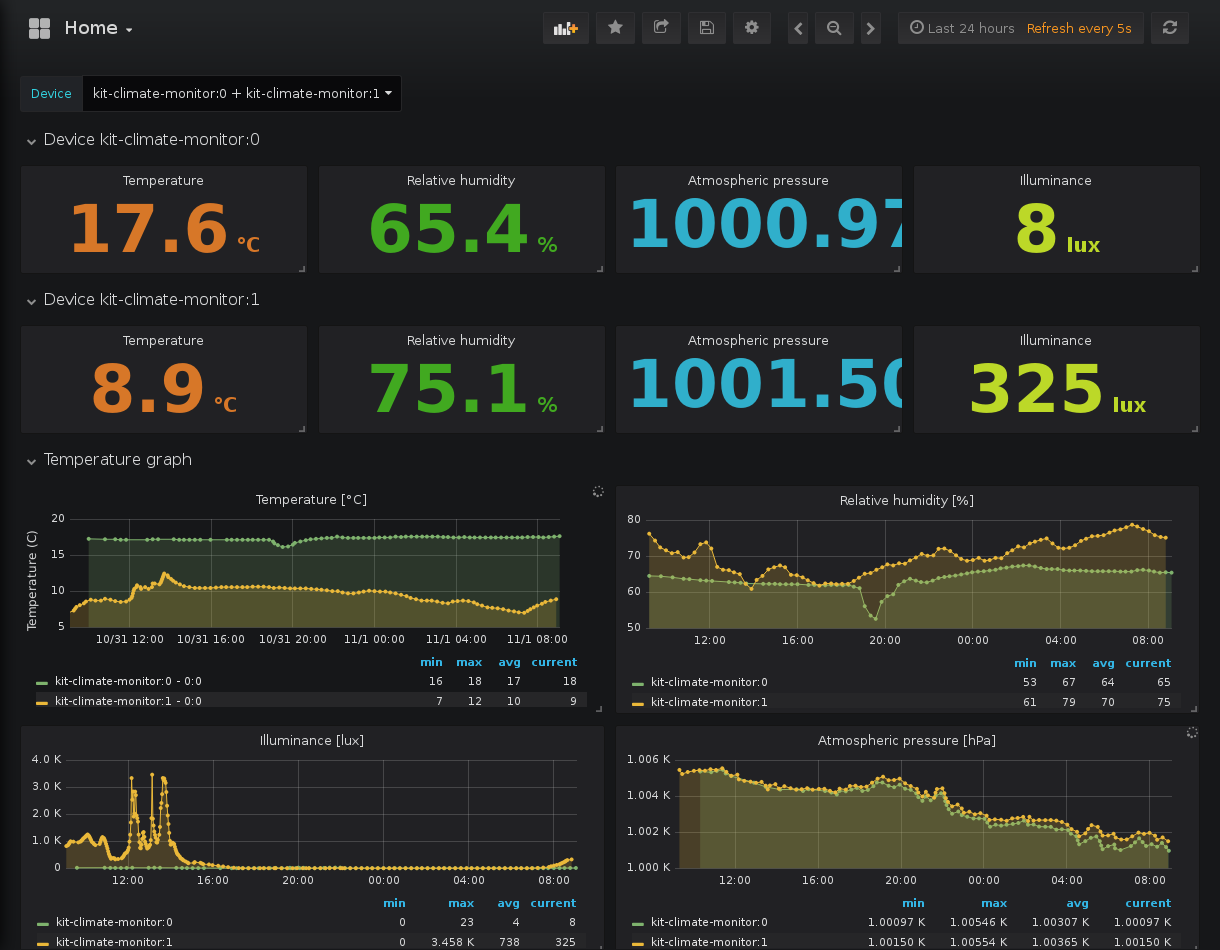 Home
Last 24 hours Refresh every 5s
Device kit-climate-monitor:0 + kit-climate-monitor:1
Device kit-climate-monitor:0
Temperature Relative humidity Atmospheric pressure Illuminance
17.6 °C 65.4 % 1000.97 8 lux
Device kit-climate-monitor:1
Temperature Relative humidity Atmospheric pressure Illuminance
8.9 °C 75.1 % 1001.50 325 lux
Temperature graph
Temperature [°C]
Temperature (C)
20
15
10
5
10/31 12:00 10/31 16:00 10/31 20:00 11/1 00:00 11/1 04:00 11/1 08:00
min max avg current
kit-climate-monitor:0 - 0:0 16 18 17 18
kit-climate-monitor:1 - 0:0 7 12 10 9
Relative humidity [%]
80
70
60
50
12:00 16:00 20:00 00:00 04:00 08:00
min max avg current
kit-climate-monitor:0 53 67 64 65
kit-climate-monitor:1 61 79 70 75
Illuminance [lux]
4.0 K
3.0 K
2.0 K
1.0 K
0
12:00 16:00 20:00 00:00 04:00 08:00
min max avg current
kit-climate-monitor:0 0 23 4 8
kit-climate-monitor:1 0 3.458 K 738 325
Atmospheric pressure [hPa]
1.006 K
1.004 K
1.002 K
1.000 K
12:00 16:00 20:00 00:00 04:00 08:00
min max avg current
kit-climate-monitor:0 1.00097 K 1.00546 K 1.00307 K 1.00097 K
kit-climate-monitor:1 1.00150 K 1.00554 K 1.00365 K 1.00150 K